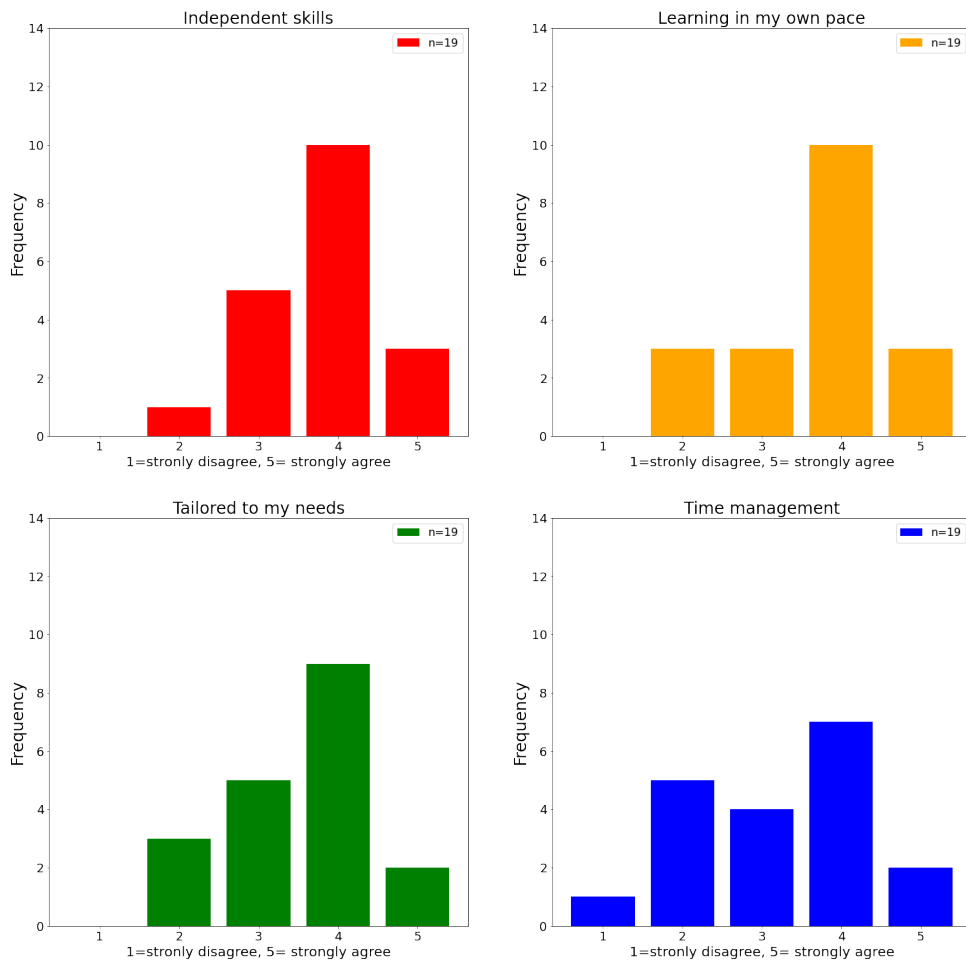 Independent skills
n=19
14
12
10
8
6
4
2
0
Frequency
1 2 3 4 5
1=stronly disagree, 5= strongly agree
Learning in my own pace
n=19
14
12
10
8
6
4
2
0
Frequency
1 2 3 4 5
1=stronly disagree, 5= strongly agree
Tailored to my needs
n=19
14
12
10
8
6
4
2
0
Frequency
1 2 3 4 5
1=stronly disagree, 5= strongly agree
Time management
n=19
14
12
10
8
6
4
2
0
Frequency
1 2 3 4 5
1=stronly disagree, 5= strongly agree